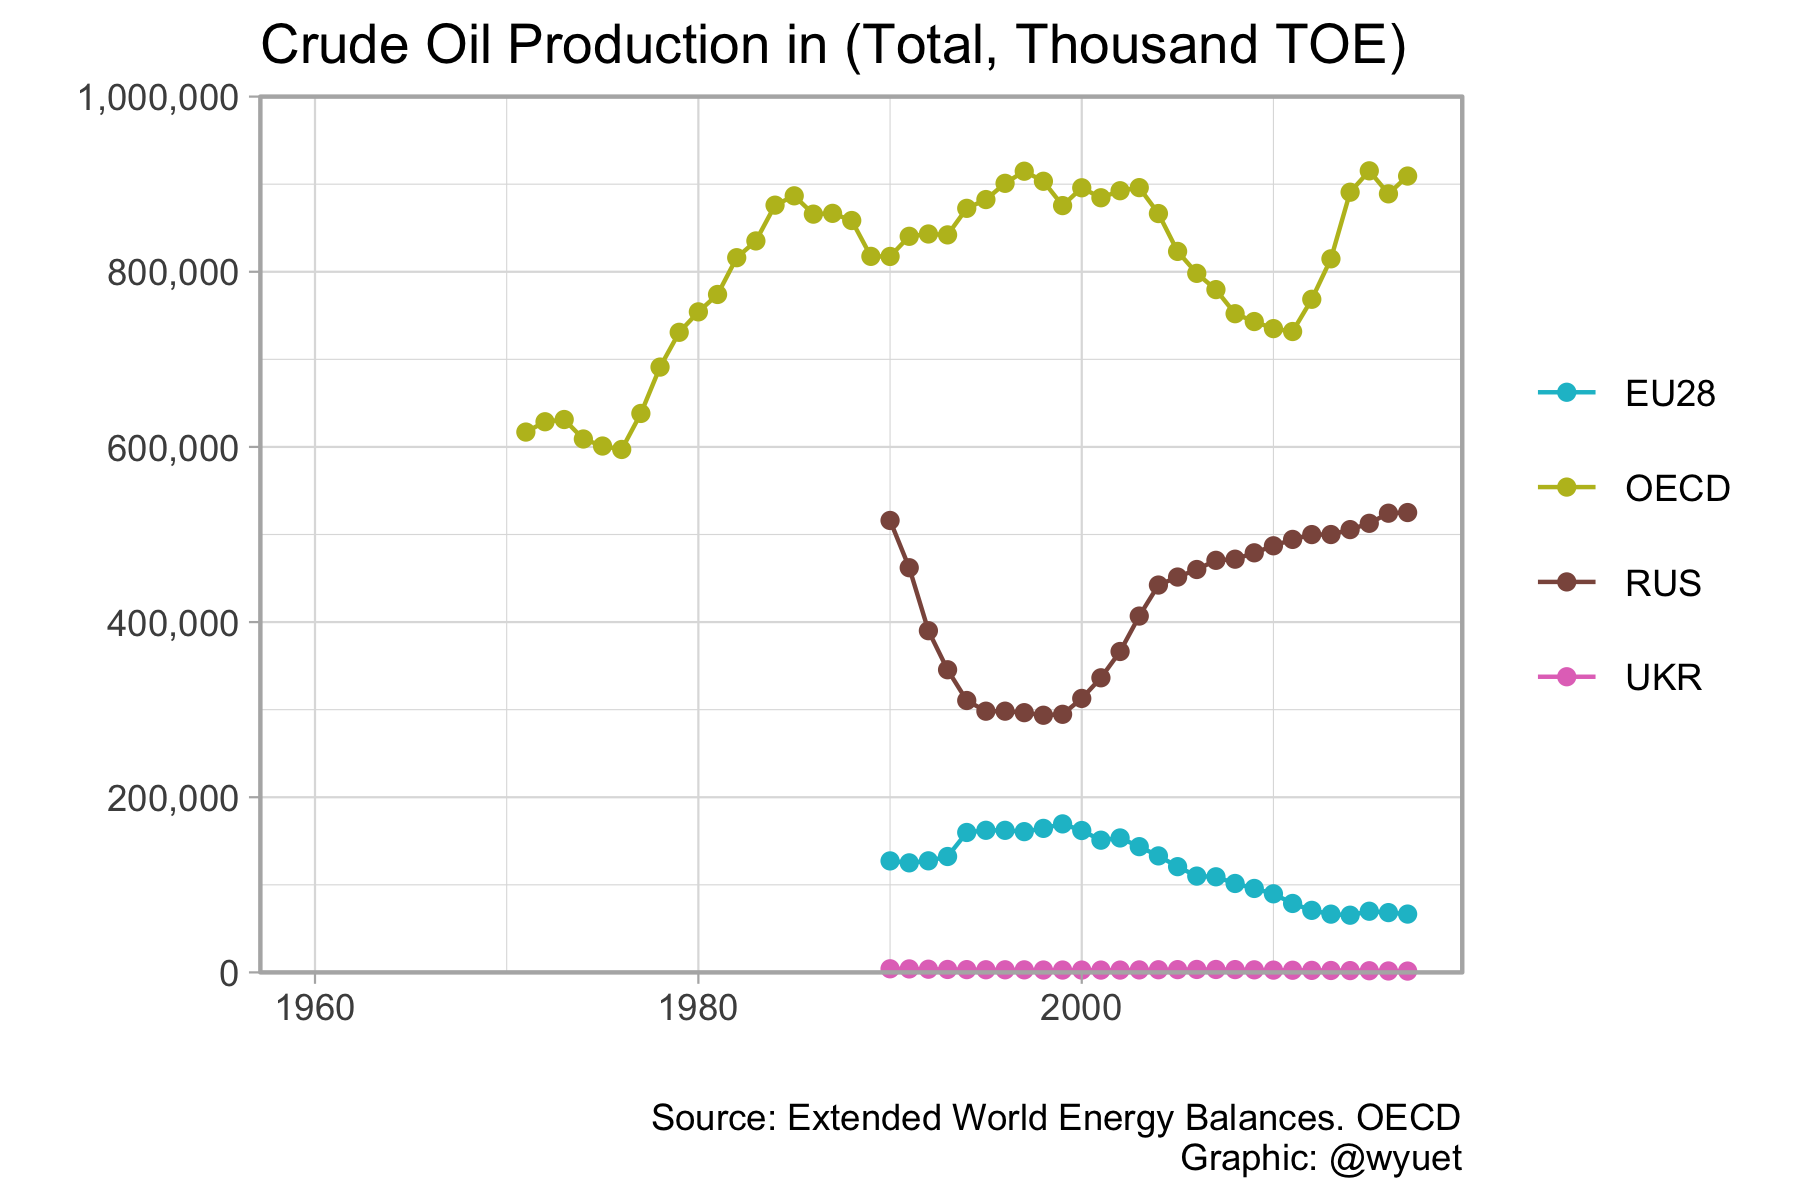 Crude Oil Production in (Total, Thousand TOE)
1,000,000
800,000
600,000
400,000
200,000
0
1960
1980
2000
EU28
OECD
RUS
UKR
Source: Extended World Energy Balances. OECD
Graphic: @wyuet